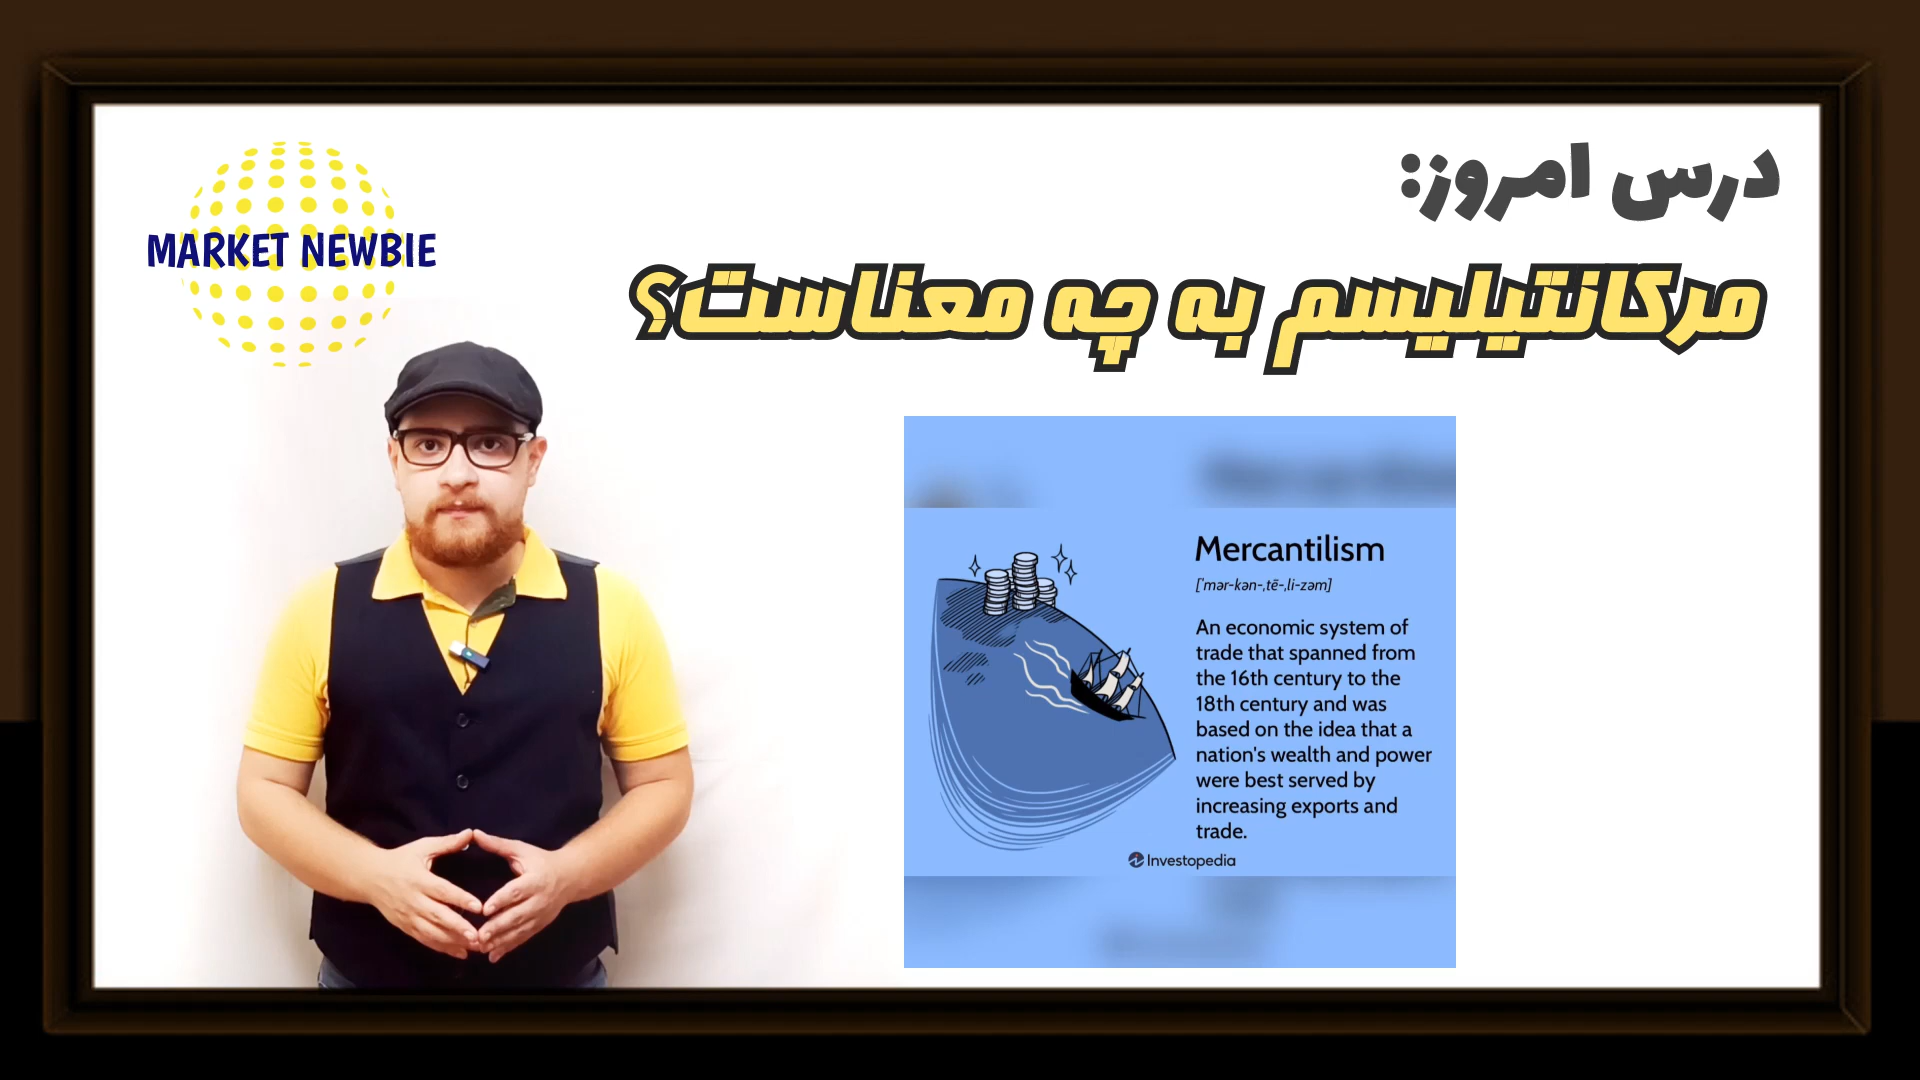 درس امروز:
MARKET NEWBIE
مرکانتیلیسم به چه معناست؟
Mercantilism
['mər-kən-ˌtē-ˌli-zəm]
An economic system of
trade that spanned from
the 16th century to the
18th century and was
based on the idea that a
nation's wealth and power
were best served by
increasing exports and
trade.
Investopedia